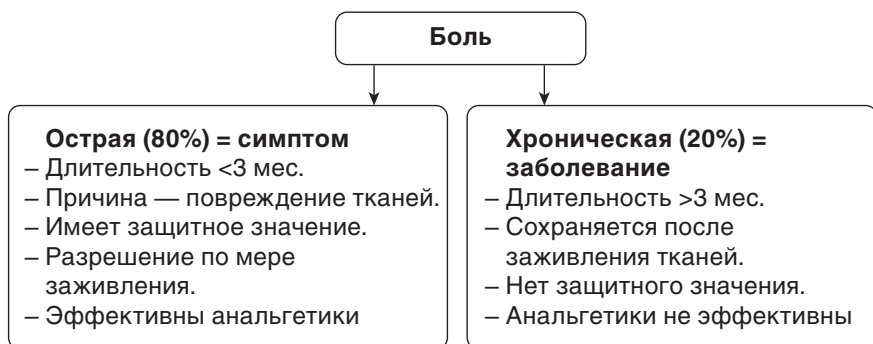 Боль
Острая (80%) = симптом
– Длительность <3 мес.
– Причина — повреждение тканей.
– Имеет защитное значение.
– Разрешение по мере
заживления.
– Эффективны анальгетики
Хроническая (20%) =
заболевание
– Длительность >3 мес.
– Сохраняется после
заживления тканей.
– Нет защитного значения.
– Анальгетики не эффективны